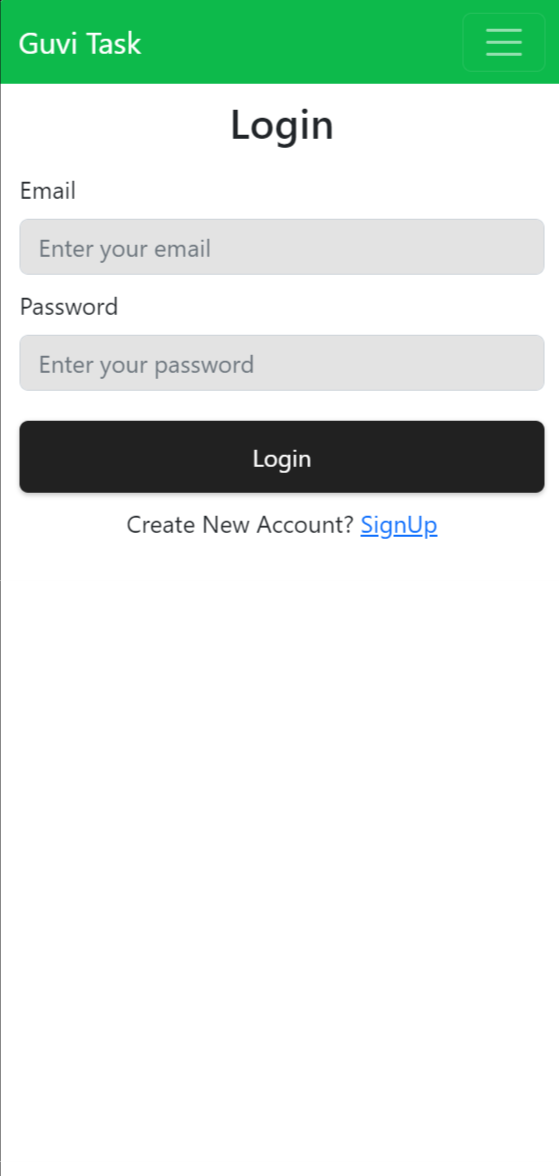 Guvi Task
Login
Email
Enter your email
Password
Enter your password
Login
Create New Account? SignUp